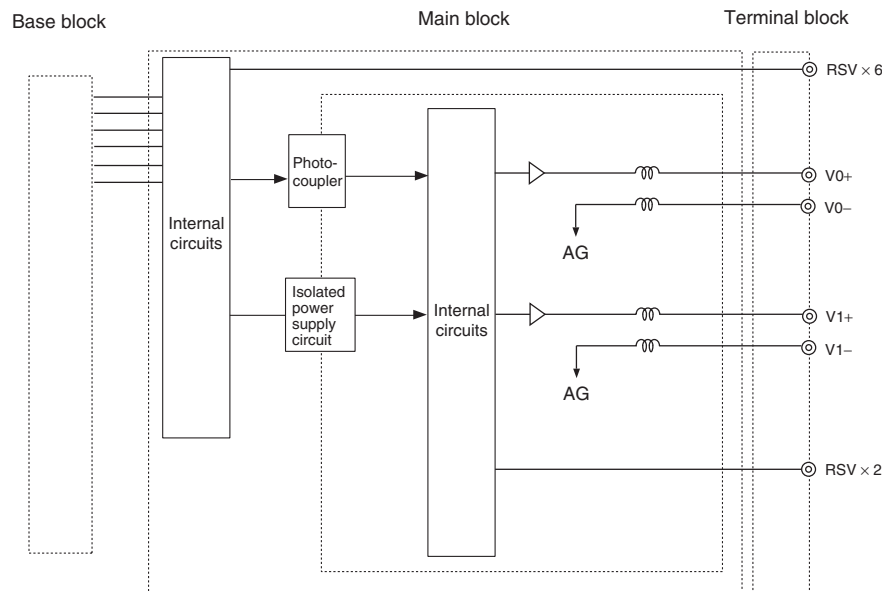 Base block
Main block
Terminal block
RSV × 6
Photo-
coupler
V0+
V0−
Internal
circuits
AG
Isolated
power
supply
circuit
Internal
circuits
V1+
V1−
AG
RSV × 2